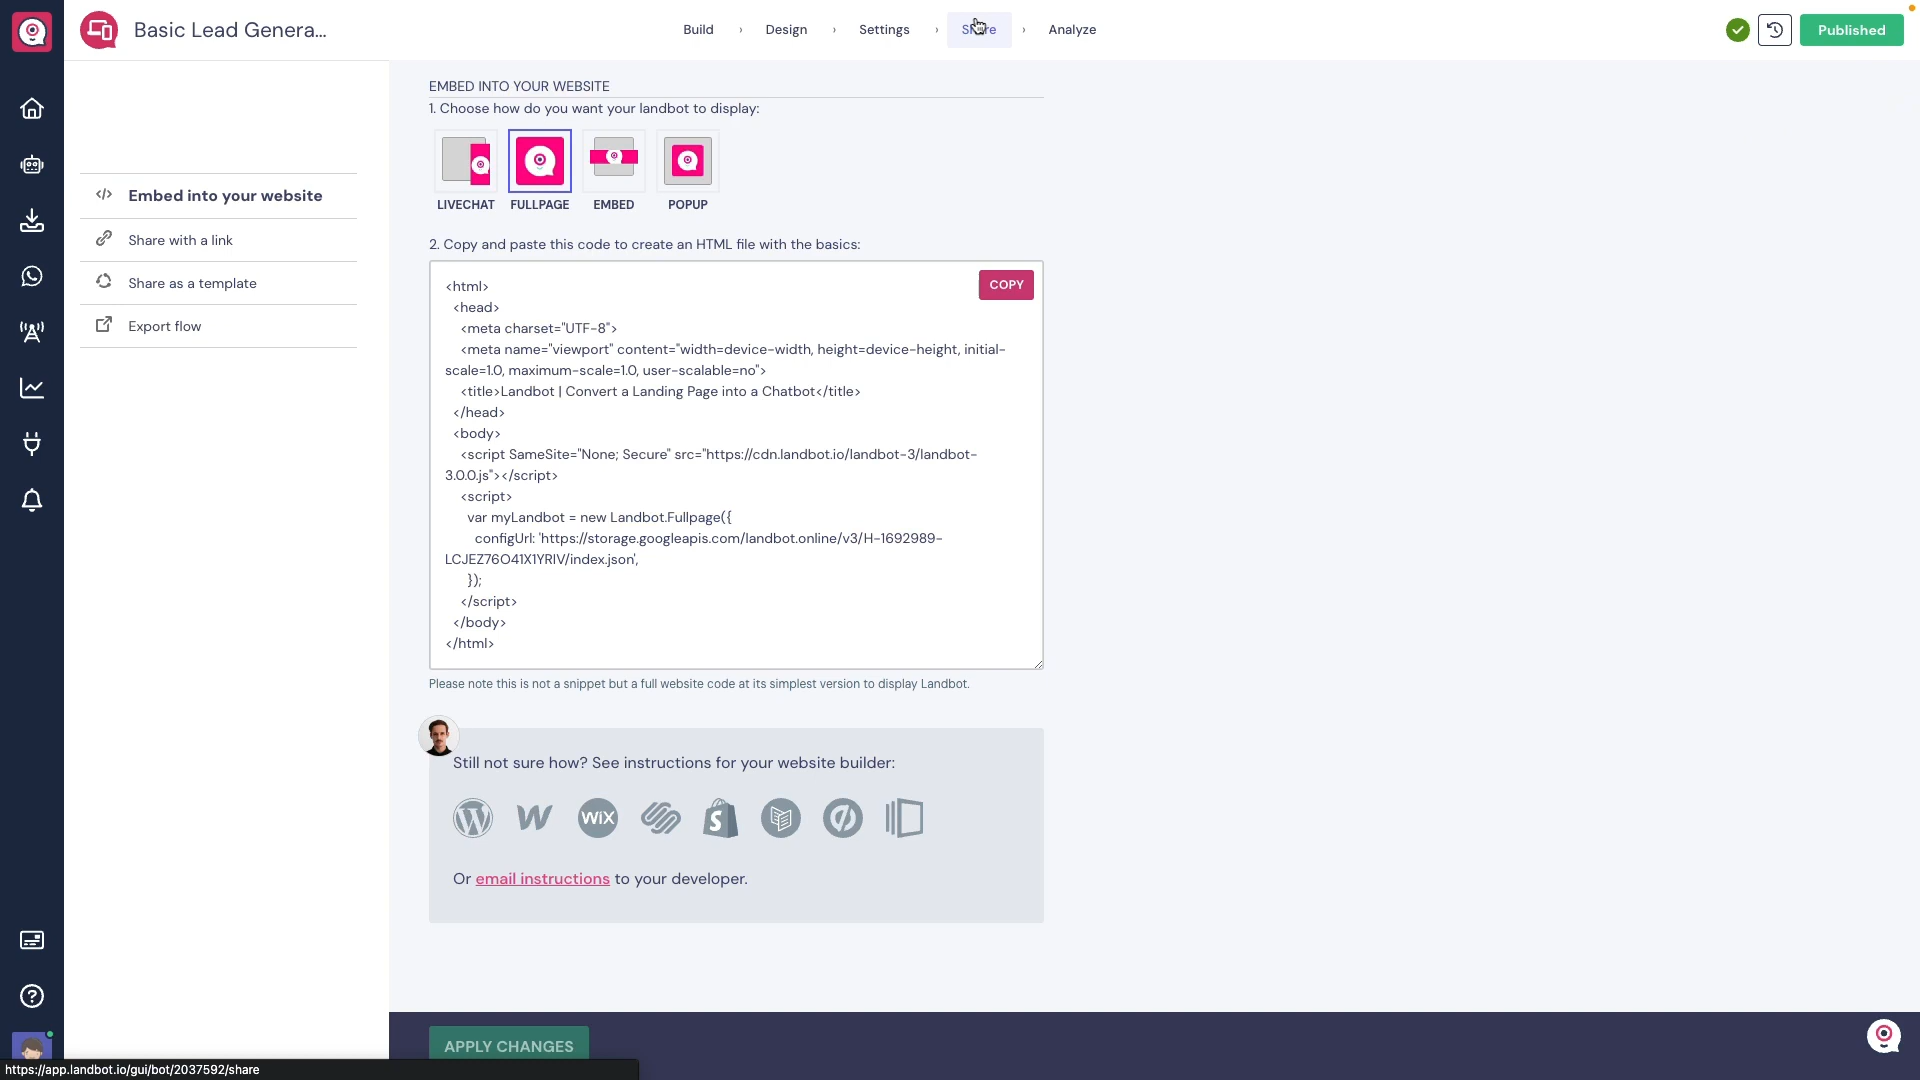 Basic Lead Genera...
Build
Design
Settings
Share
Analyze
Published
Embed into your website
Share with a link
Share as a template
Export flow
EMBED INTO YOUR WEBSITE
1. Choose how do you want your landbot to display:
LIVECHAT
FULLPAGE
EMBED
POPUP
2. Copy and paste this code to create an HTML file with the basics:
COPY
<html>
<head>
<meta charset="UTF-8">
<meta name="viewport" content="width=device-width, height=device-height, initial-
scale=1.0, maximum-scale=1.0, user-scalable=no">
<title>Landbot | Convert a Landing Page into a Chatbot</title>
</head>
<body>
<script SameSite="None; Secure" src="https://cdn.landbot.io/landbot-3/landbot-
3.0.0.js"></script>
<script>
var myLandbot = new Landbot.Fullpage({
configUrl: 'https://storage.googleapis.com/landbot.online/v3/H-1692989-
LCJEZ76O41X1YRIV/index.json',
});
</script>
</body>
</html>
Please note this is not a snippet but a full website code at its simplest version to display Landbot.
Still not sure how? See instructions for your website builder:
W
WiX
S
Or email instructions to your developer.
APPLY CHANGES
https://app.landbot.io/gui/bot/2037592/share